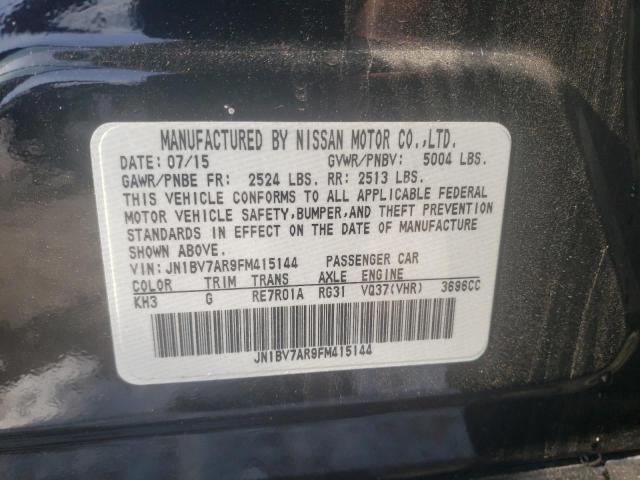 MANUFACTURED BY NISSAN MOTOR CO.,LTD.
DATE: 07/15 GVWR/PNBV: 5004 LBS.
GAWR/PNBE FR: 2524 LBS. RR: 2513 LBS.
THIS VEHICLE CONFORMS TO ALL APPLICABLE FEDERAL
MOTOR VEHICLE SAFETY,BUMPER,AND THEFT PREVENTION
STANDARDS IN EFFECT ON THE DATE OF MANUFACTURE
SHOWN ABOVE.
VIN: JN1BV7AR9FM415144 PASSENGER CAR
COLOR TRIM TRANS AXLE ENGINE
KH3 G RE7R01A RG31 VQ37(VHR) 3696CC
JN1BV7AR9FM415144